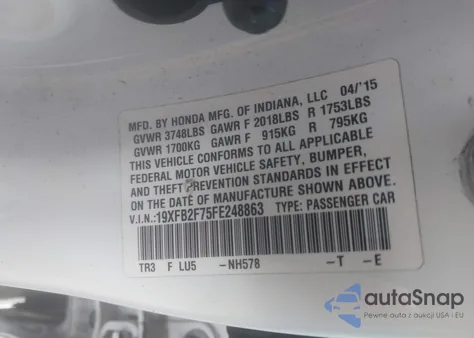 MFD. BY HONDA MFG. OF INDIANA, LLC 04/'15
GVWR 3748LBS GAWR F 2018LBS R 1753LBS
GVWR 1700KG GAWR F 915KG R 795KG
THIS VEHICLE CONFORMS TO ALL APPLICABLE
FEDERAL MOTOR VEHICLE SAFETY, BUMPER,
AND THEFT PREVENTION STANDARDS IN EFFECT
ON THE DATE OF MANUFACTURE SHOWN ABOVE.
V.I.N.:19XFB2F75FE248863 TYPE: PASSENGER CAR
TR3 F LU5 -NH578 -T -E
autoSnap
Pewne auta z aukcji USA i EU